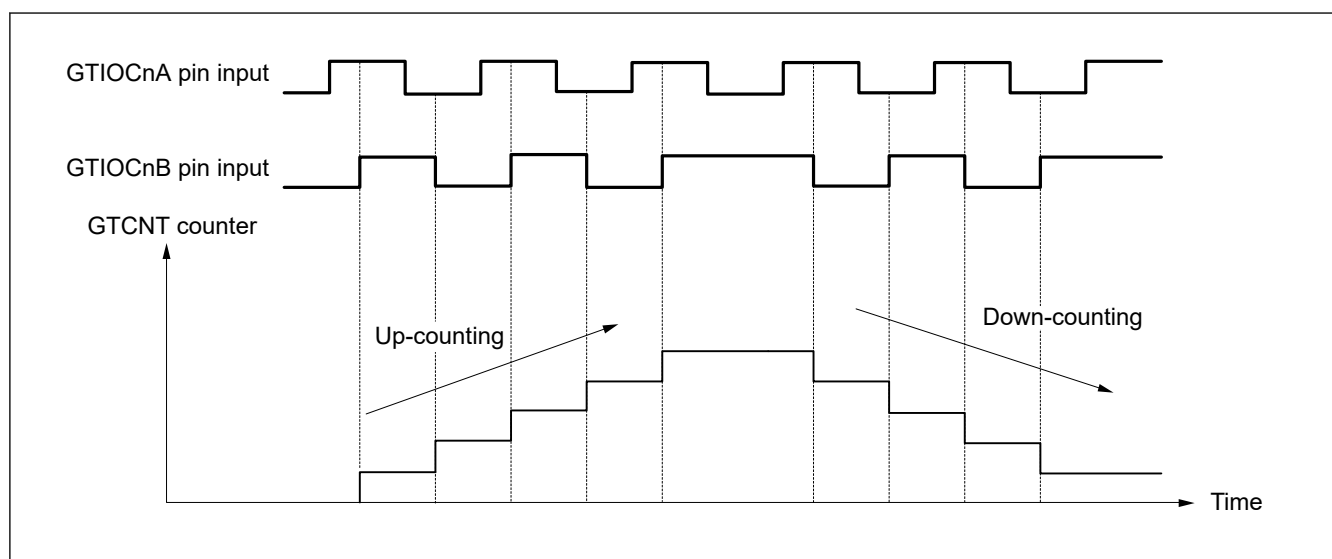 GTIOCnA pin input
GTIOCnB pin input
GTCNT counter
Up-counting
Down-counting
Time